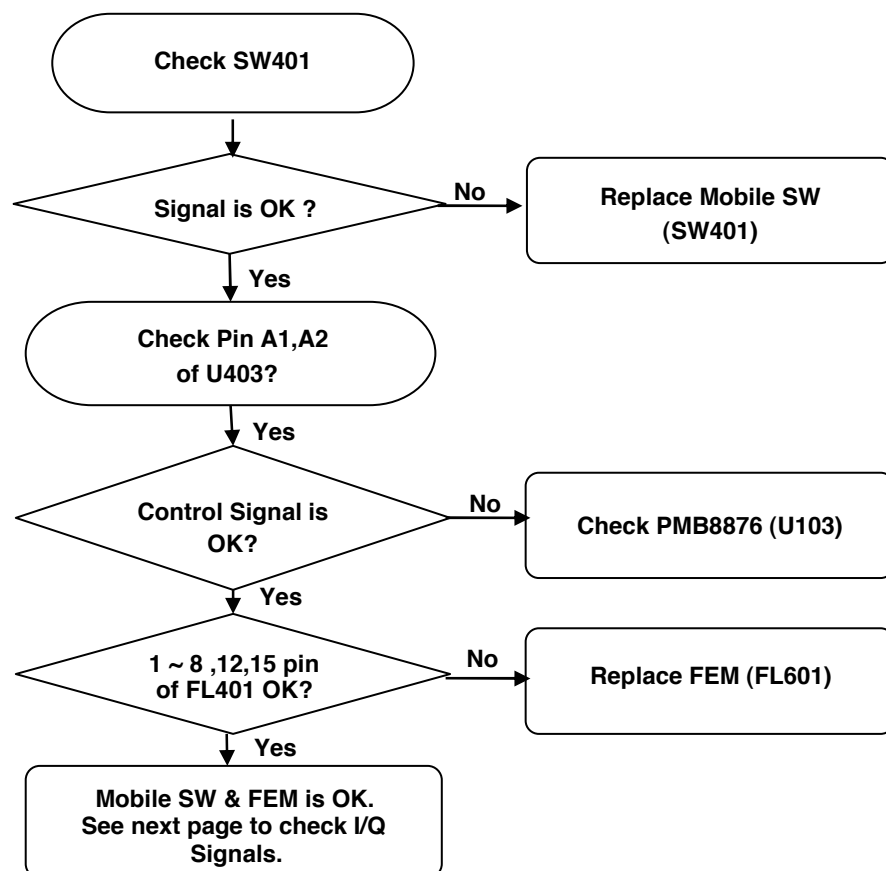 Check SW401
Signal is OK ?
No
Replace Mobile SW
(SW401)
Yes
Check Pin A1,A2
of U403?
Yes
Control Signal is
OK?
No
Check PMB8876 (U103)
Yes
1 ~ 8 ,12,15 pin
of FL401 OK?
No
Replace FEM (FL601)
Yes
Mobile SW & FEM is OK.
See next page to check I/Q
Signals.